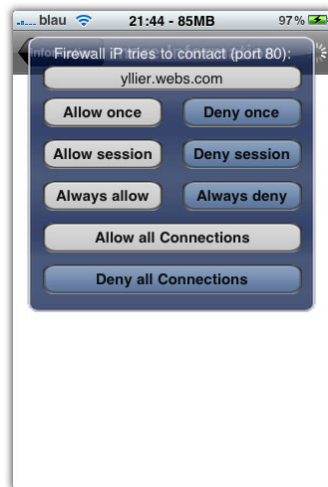 blau 21:44 - 85MB 97%
Firewall iP tries to contact (port 80):
yllier.webs.com
Allow once Deny once
Allow session Deny session
Always allow Always deny
Allow all Connections
Deny all Connections